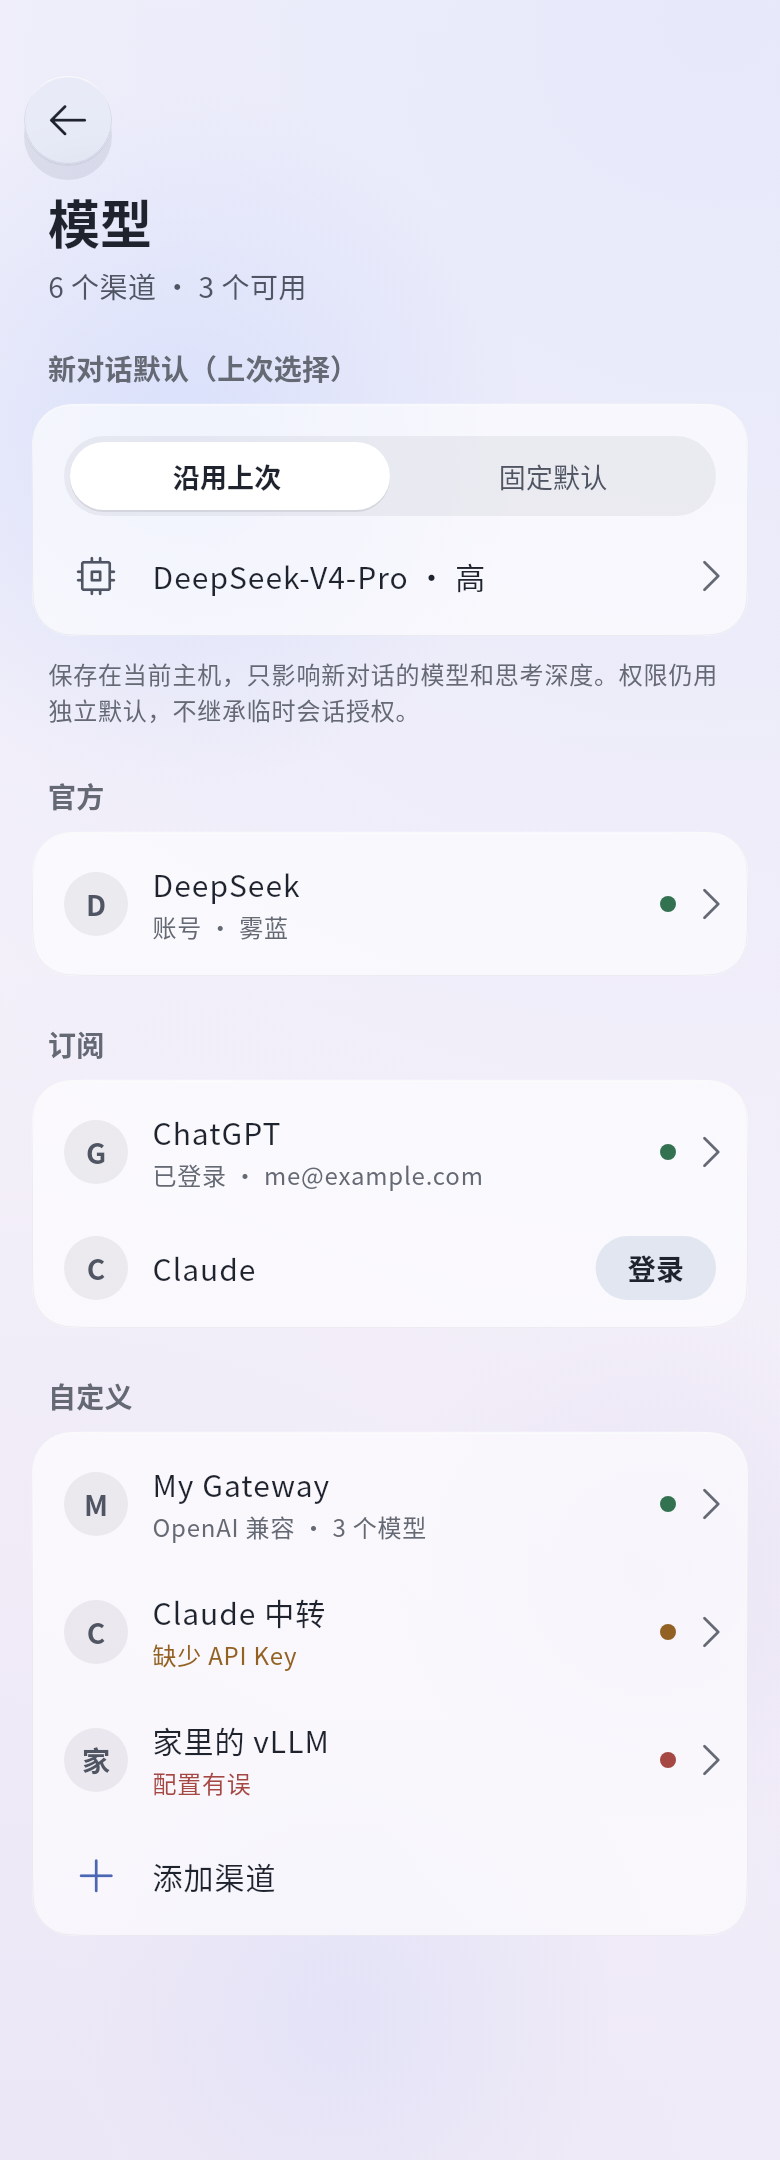 模型
6 个渠道 · 3 个可用
新对话默认（上次选择）
沿用上次
固定默认
DeepSeek-V4-Pro · 高
保存在当前主机，只影响新对话的模型和思考深度。权限仍用
独立默认，不继承临时会话授权。
官方
D
DeepSeek
账号 · 雾蓝
订阅
G
ChatGPT
已登录 · me@example.com
C
Claude
登录
自定义
M
My Gateway
OpenAI 兼容 · 3 个模型
C
Claude 中转
缺少 API Key
家
家里的 vLLM
配置有误
添加渠道